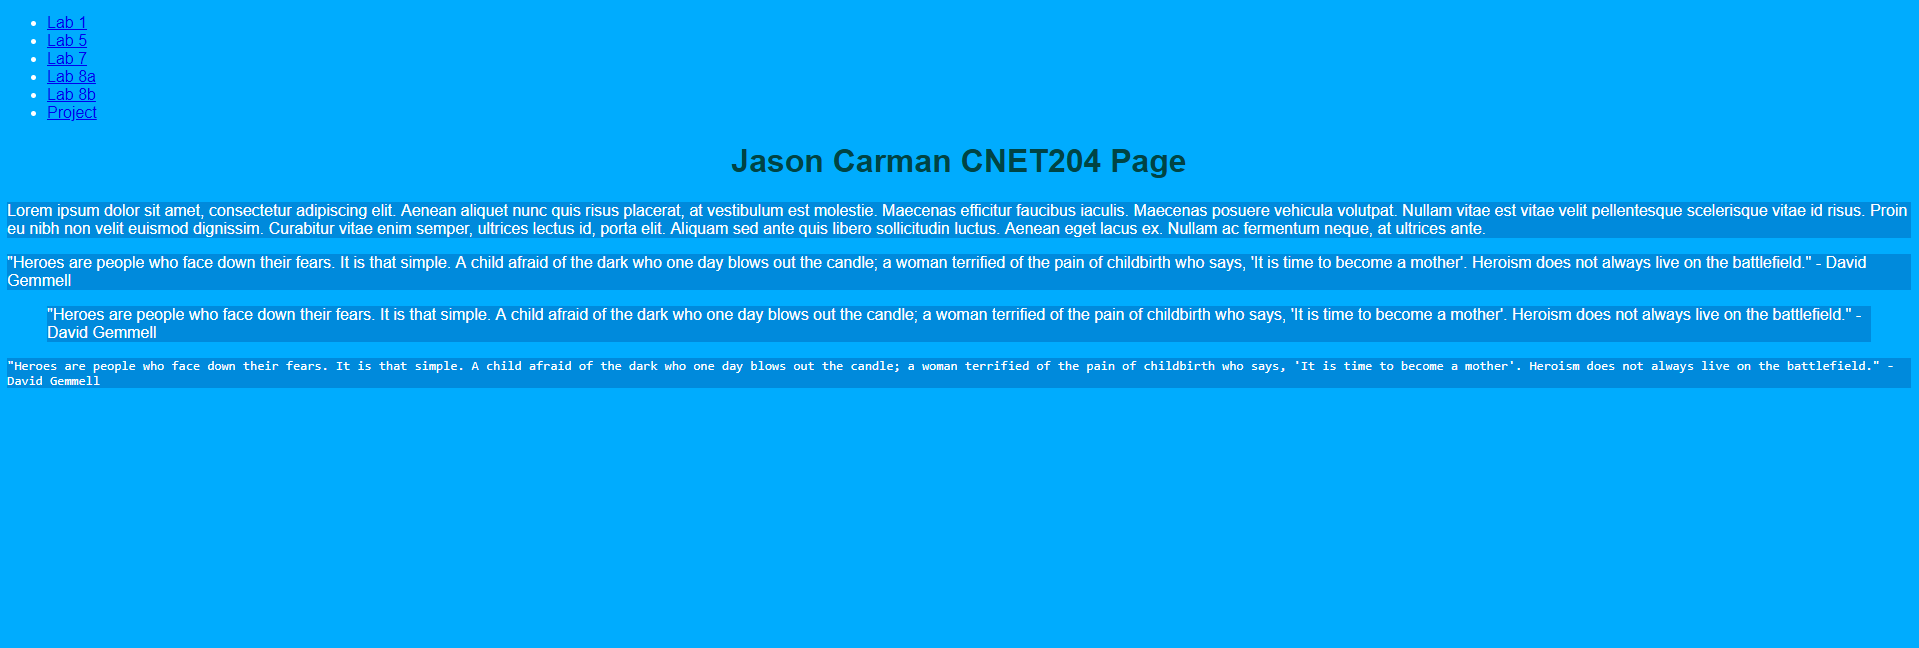 Lab 1
Lab 5
Lab 7
Lab 8a
Lab 8b
Project
Jason Carman CNET204 Page
Lorem ipsum dolor sit amet, consectetur adipiscing elit. Aenean aliquet nunc quis risus placerat, at vestibulum est molestie. Maecenas efficitur faucibus iaculis. Maecenas posuere vehicula volutpat. Nullam vitae est vitae velit pellentesque scelerisque vitae id risus. Proin
eu nibh non velit euismod dignissim. Curabitur vitae enim semper, ultrices lectus id, porta elit. Aliquam sed ante quis libero sollicitudin luctus. Aenean eget lacus ex. Nullam ac fermentum neque, at ultrices ante.
"Heroes are people who face down their fears. It is that simple. A child afraid of the dark who one day blows out the candle; a woman terrified of the pain of childbirth who says, 'It is time to become a mother'. Heroism does not always live on the battlefield." - David
Gemmell
"Heroes are people who face down their fears. It is that simple. A child afraid of the dark who one day blows out the candle; a woman terrified of the pain of childbirth who says, 'It is time to become a mother'. Heroism does not always live on the battlefield." -
David Gemmell
"Heroes are people who face down their fears. It is that simple. A child afraid of the dark who one day blows out the candle; a woman terrified of the pain of childbirth who says, 'It is time to become a mother'. Heroism does not always live on the battlefield." -
David Gemmell